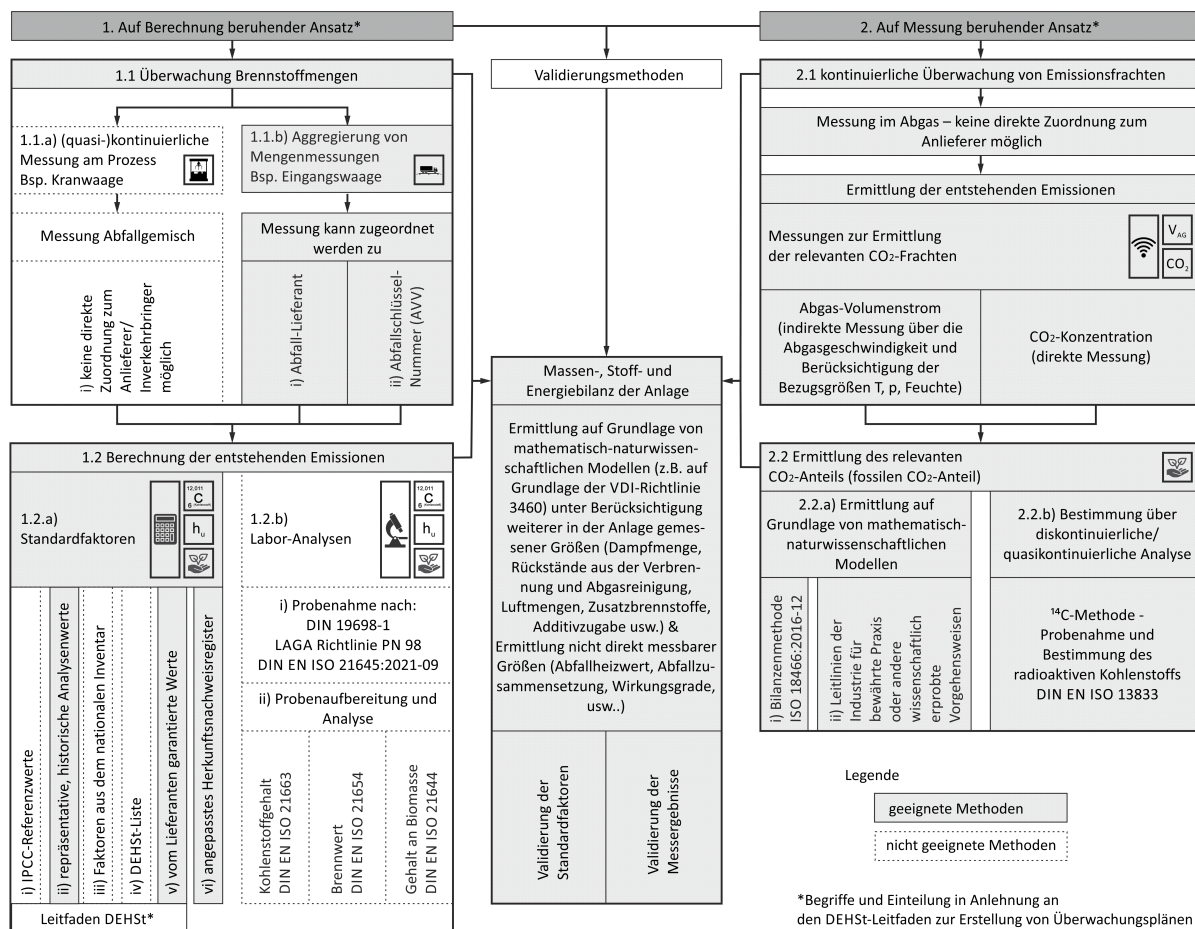 1. Auf Berechnung beruhender Ansatz*
1.1 Überwachung Brennstoffmengen
1.1.a) (quasi-)kontinuierliche
Messung am Prozess
Bsp. Kranwaage
1.1.b) Aggregierung von
Mengenmessungen
Bsp. Eingangswaage
Messung Abfallgemisch
Messung kann zugeordnet
werden zu
i) keine direkte
Zuordnung zum
Anlieferer/
Inverkehrbringer
möglich
i) Abfall-Lieferant
ii) Abfallschlüssel-
Nummer (AVV)
1.2 Berechnung der entstehenden Emissionen
1.2.a)
Standardfaktoren
12,011
C
6
h u
1.2.b)
Labor-Analysen
12,011
C
6
h u
i) IPCC-Referenzwerte
ii) repräsentative, historische Analysenwerte
iii) Faktoren aus dem nationalen Inventar
iv) DEHSt-Liste
v) vom Lieferanten garantierte Werte
vi) angepasstes Herkunftsnachweisregister
Leitfaden DEHSt*
i) Probenahme nach:
DIN 19698-1
LAGA Richtlinie PN 98
DIN EN ISO 21645:2021-09
ii) Probenaufbereitung und
Analyse
Kohlenstoffgehalt
DIN EN ISO 21663
Brennwert
DIN EN ISO 21654
Gehalt an Biomasse
DIN EN ISO 21644
Validierungsmethoden
Massen-, Stoff- und
Energiebilanz der Anlage
Ermittlung auf Grundlage von
mathematisch-naturwissen-
schaftlichen Modellen (z.B. auf
Grundlage der VDI-Richtlinie
3460) unter Berücksichtigung
weiterer in der Anlage gemes-
sener Größen (Dampfmenge,
Rückstände aus der Verbren-
nung und Abgasreinigung,
Luftmengen, Zusatzbrennstoffe,
Additivzugabe usw.) &
Ermittlung nicht direkt messbarer
Größen (Abfallheizwert, Abfallzu-
sammensetzung, Wirkungsgrade,
usw..)
Validierung der
Standardfaktoren
Validierung der
Messergebnisse
2. Auf Messung beruhender Ansatz*
2.1 kontinuierliche Überwachung von Emissionsfrachten
Messung im Abgas – keine direkte Zuordnung zum
Anlieferer möglich
Ermittlung der entstehenden Emissionen
Messungen zur Ermittlung
der relevanten CO₂-Frachten
V AG
CO₂
Abgas-Volumenstrom
(indirekte Messung über die
Abgasgeschwindigkeit und
Berücksichtigung der
Bezugsgrößen T, p, Feuchte)
CO₂-Konzentration
(direkte Messung)
2.2 Ermittlung des relevanten
CO₂-Anteils (fossilen CO₂-Anteil)
2.2.a) Ermittlung auf
Grundlage von mathematisch-
naturwissenschaftlichen
Modellen
2.2.b) Bestimmung über
diskontinuierliche/
quasikontinuierliche Analyse
i) Bilanzenmethode
ISO 18466:2016-12
ii) Leitlinien der
Industrie für
bewährte Praxis
oder andere
wissenschaftlich
erprobte
Vorgehensweisen
¹⁴C-Methode -
Probenahme und
Bestimmung des
radioaktiven Kohlenstoffs
DIN EN ISO 13833
Legende
geeignete Methoden
nicht geeignete Methoden
*Begriffe und Einteilung in Anlehnung an
den DEHSt-Leitfaden zur Erstellung von Überwachungsplänen